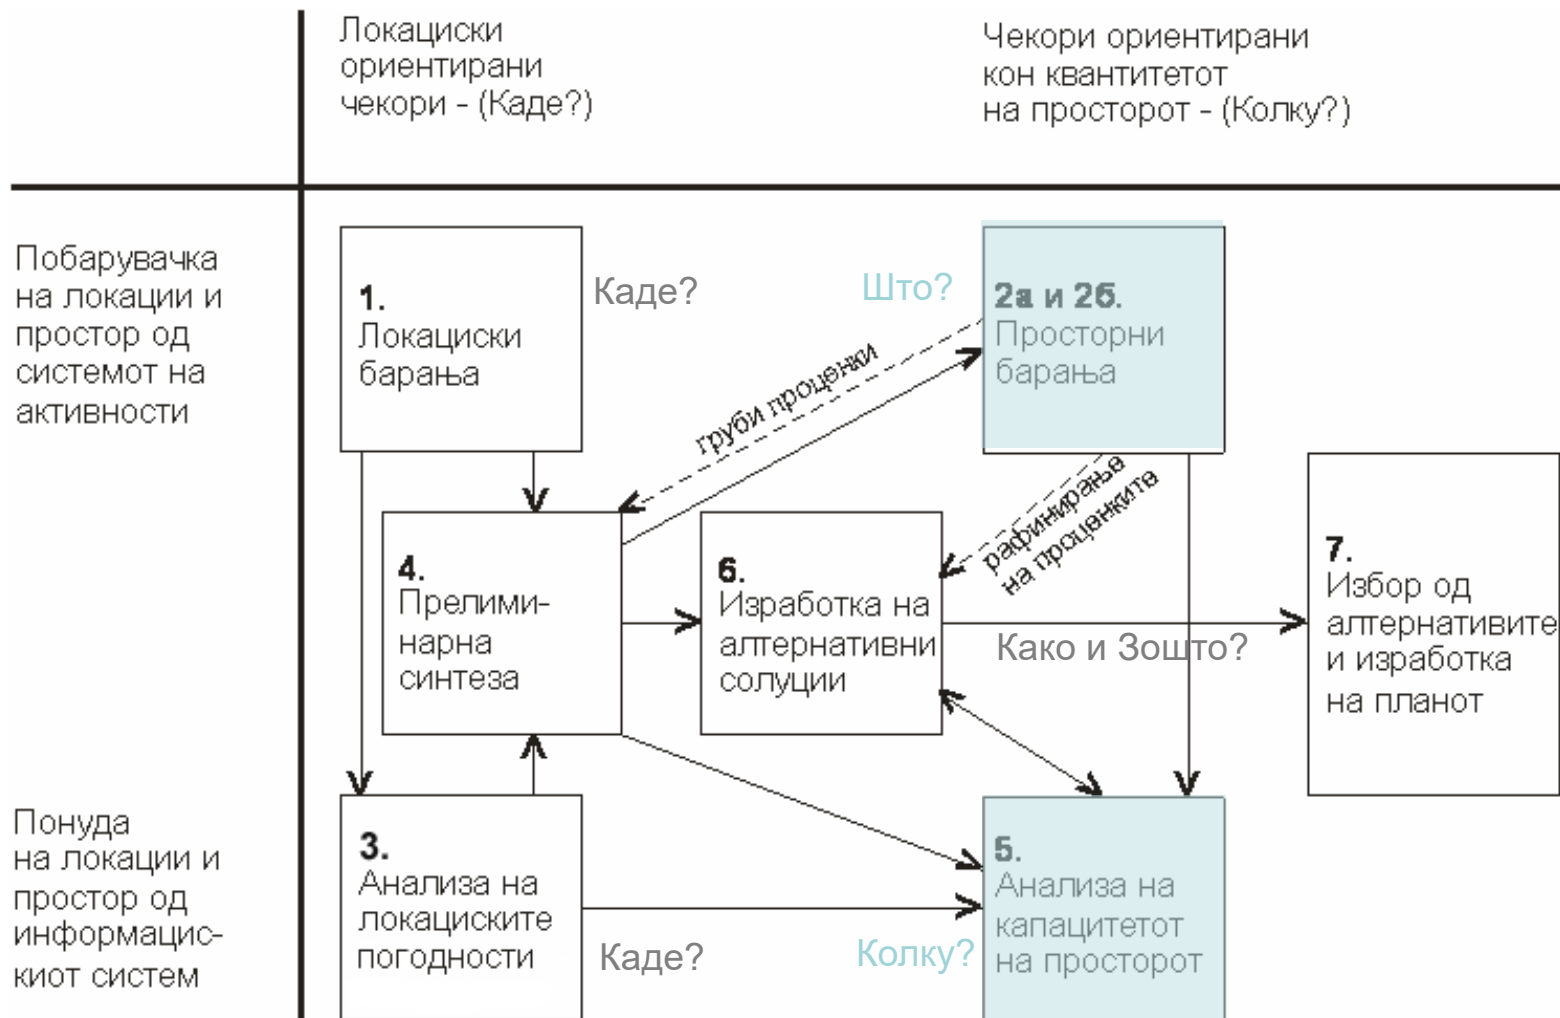 Локациски
ориентирани
чекори - (Каде?)
Чекори ориентирани
кон квантитетот
на просторот - (Колку?)
Побарувачка
на локации и
простор од
системот на
активности
1.
Локациски
барања
Каде?
Што?
2а и 2б.
Просторни
барања
груби проценки
рафинирање
на проценките
4.
Прелими-
нарна
синтеза
6.
Изработка на
алтернативни
солуции
Како и Зошто?
7.
Избор од
алтернативите
и изработка
на планот
Понуда
на локации и
простор од
информацис-
киот систем
3.
Анализа на
локациските
погодности
Каде?
Колку?
5.
Анализа на
капацитетот
на просторот